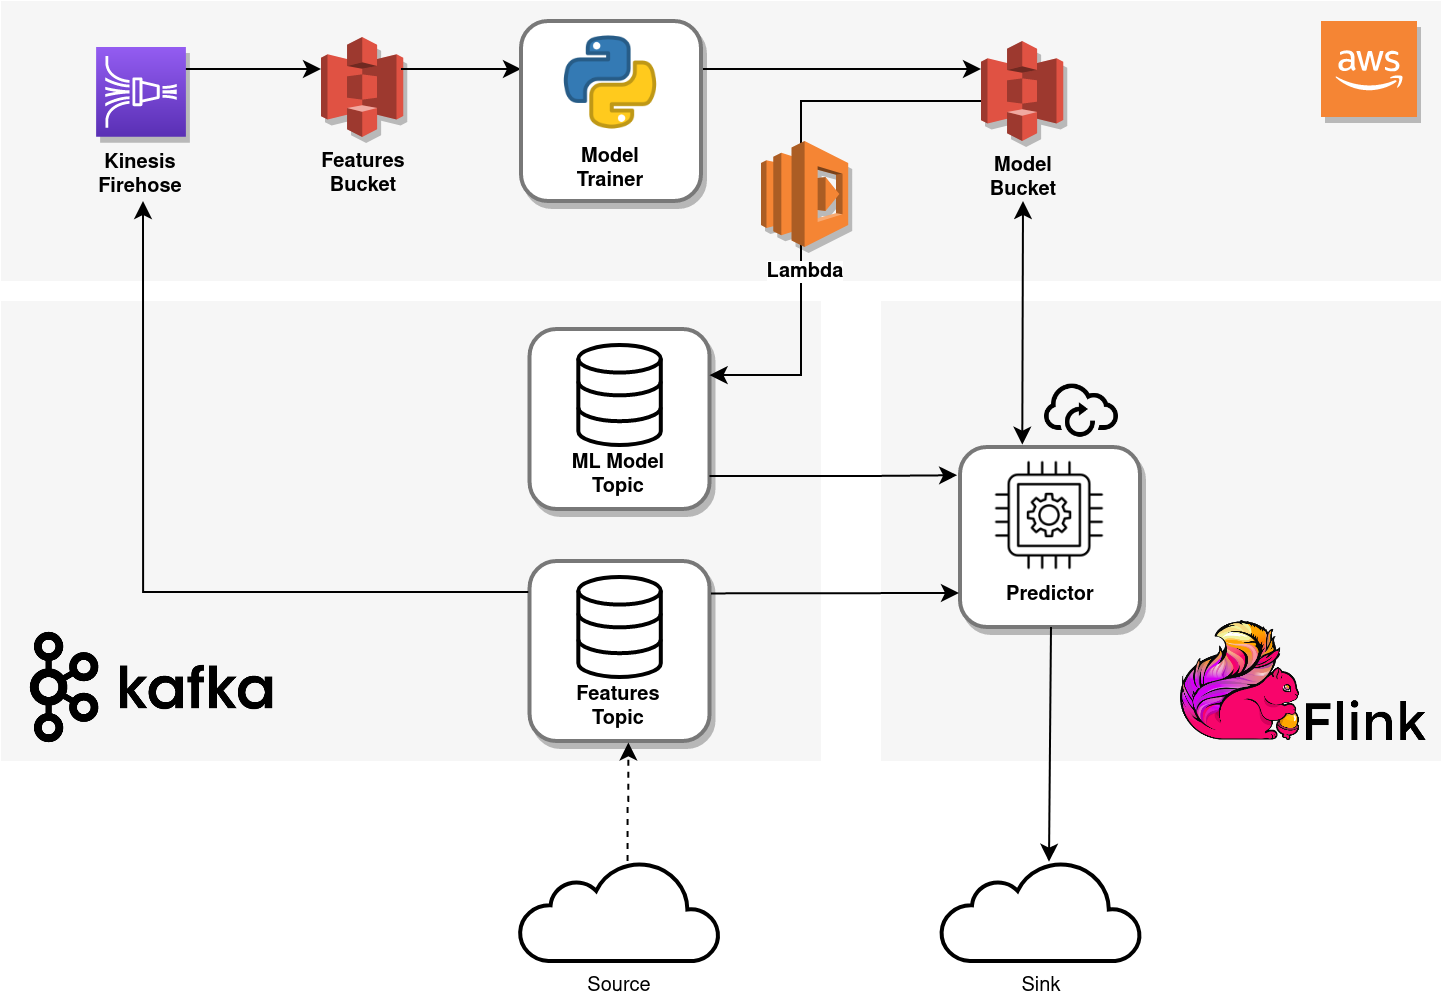 Kinesis
Firehose
Features
Bucket
Model
Trainer
Model
Bucket
aws
Lambda
ML Model
Topic
Predictor
Features
Topic
kafka
Flink
Source
Sink